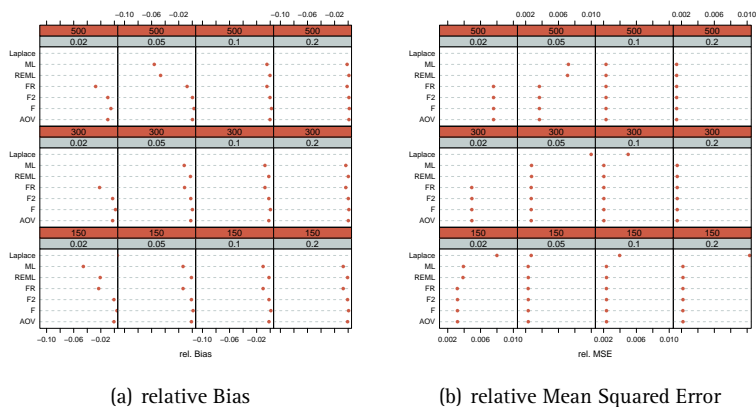 −0.10 −0.06 −0.02 −0.10 −0.06 −0.02
500 500 500 500
0.02 0.05 0.1 0.2
Laplace
ML
REML
FR
F2
F
AOV
300 300 300 300
0.02 0.05 0.1 0.2
Laplace
ML
REML
FR
F2
F
AOV
150 150 150 150
0.02 0.05 0.1 0.2
Laplace
ML
REML
FR
F2
F
AOV
−0.10 −0.06 −0.02 −0.10 −0.06 −0.02
rel. Bias
(a) relative Bias
0.002 0.006 0.010 0.002 0.006 0.010
500 500 500 500
0.02 0.05 0.1 0.2
Laplace
ML
REML
FR
F2
F
AOV
300 300 300 300
0.02 0.05 0.1 0.2
Laplace
ML
REML
FR
F2
F
AOV
150 150 150 150
0.02 0.05 0.1 0.2
Laplace
ML
REML
FR
F2
F
AOV
0.002 0.006 0.010 0.002 0.006 0.010
rel. MSE
(b) relative Mean Squared Error